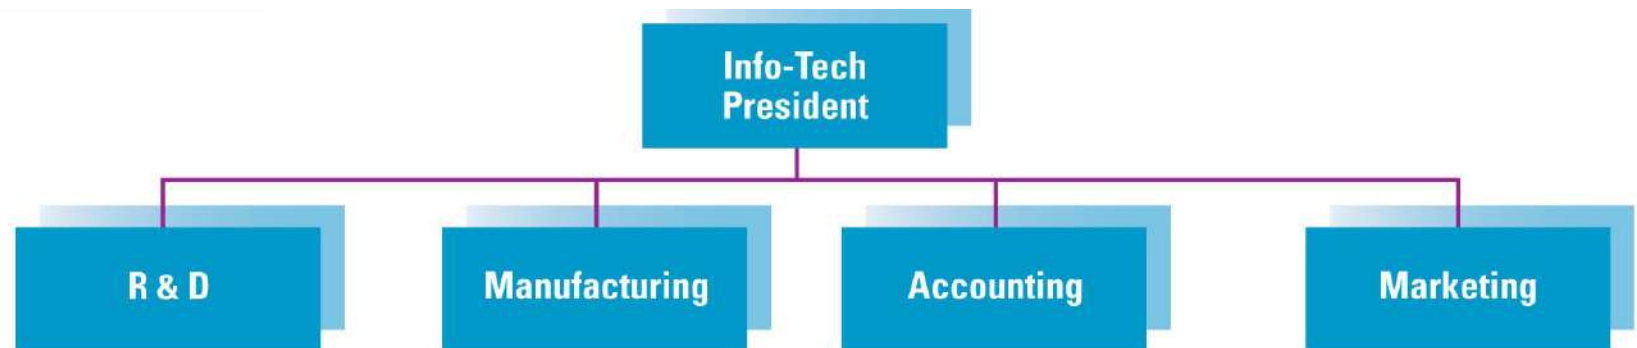 Info-Tech
President
R & D
Manufacturing
Accounting
Marketing